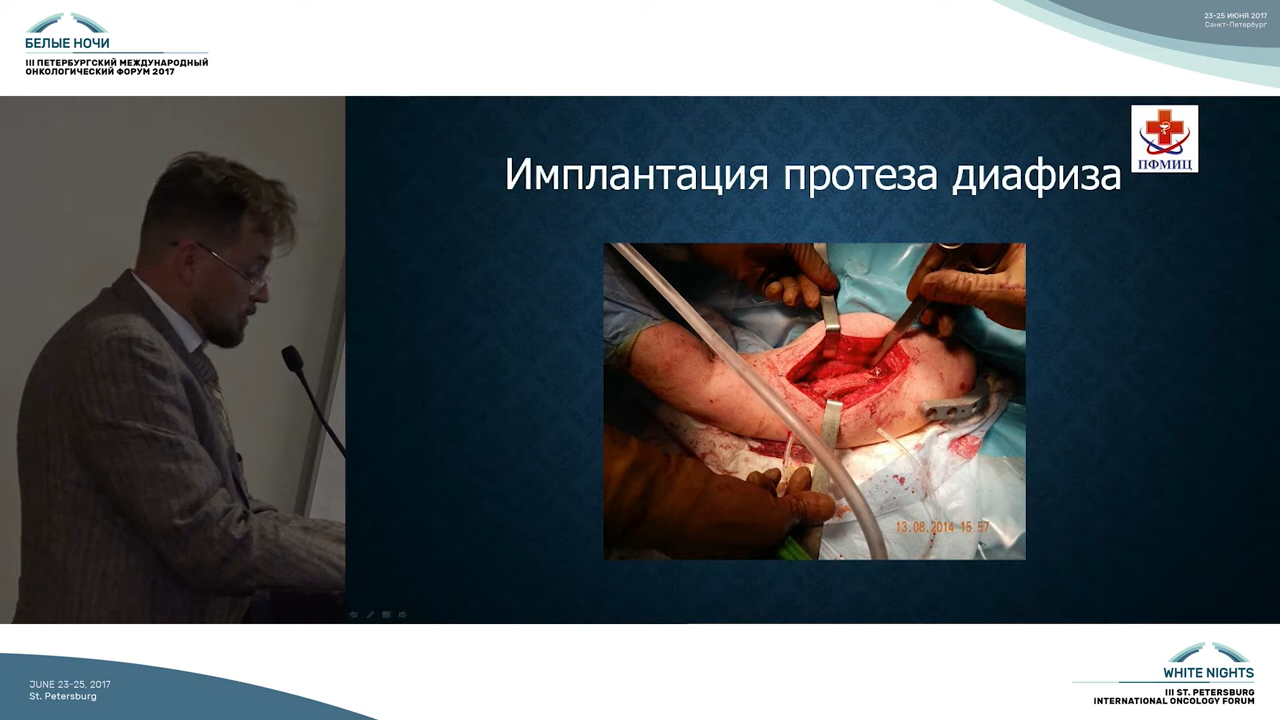 БЕЛЫЕ НОЧИ
III ПЕТЕРБУРГСКИЙ МЕЖДУНАРОДНЫЙ
ОНКОЛОГИЧЕСКИЙ ФОРУМ 2017
23-25 ИЮНЯ 2017
Санкт-Петербург
ПФМИЦ
Имплантация протеза диафиза
13.08.2014 15:57
JUNE 23-25, 2017
St. Petersburg
WHITE NIGHTS
III ST. PETERSBURG
INTERNATIONAL ONCOLOGY FORUM